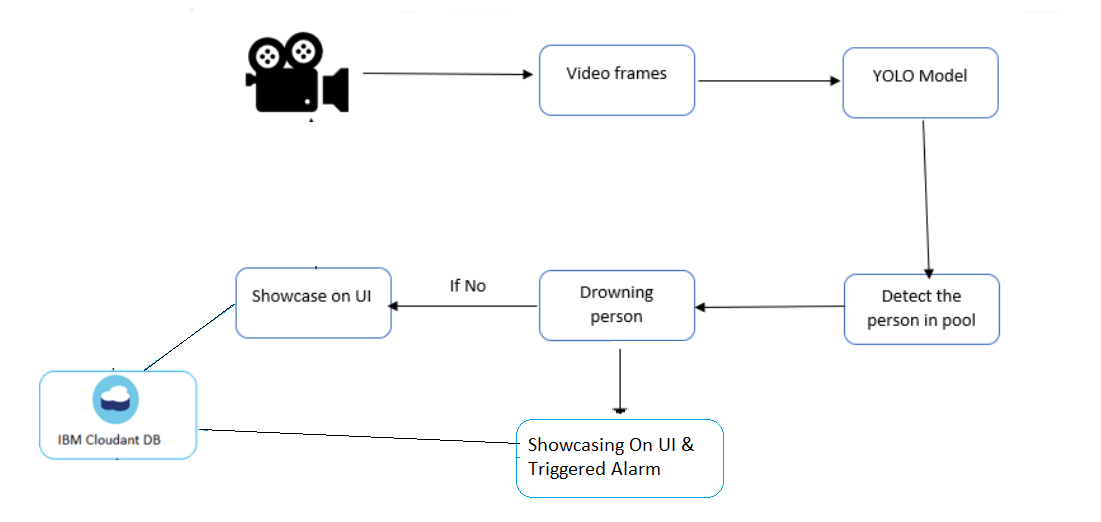 Video frames
YOLO Model
Showcase on UI
If No
Drowning
person
Detect the
person in pool
IBM Cloudant DB
Showcasing On UI &
Triggered Alarm